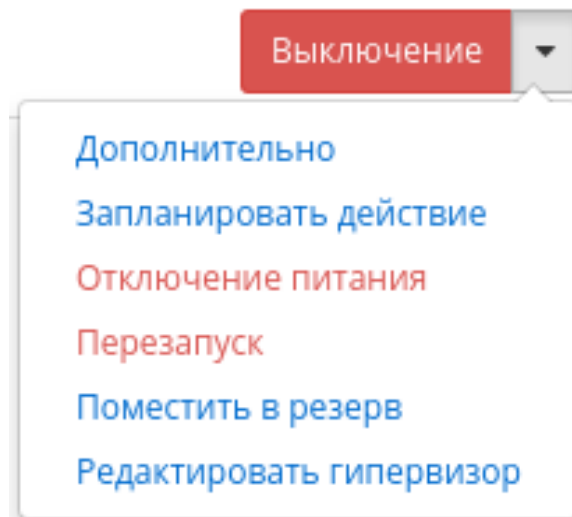 Выключение
Дополнительно
Запланировать действие
Отключение питания
Перезапуск
Поместить в резерв
Редактировать гипервизор